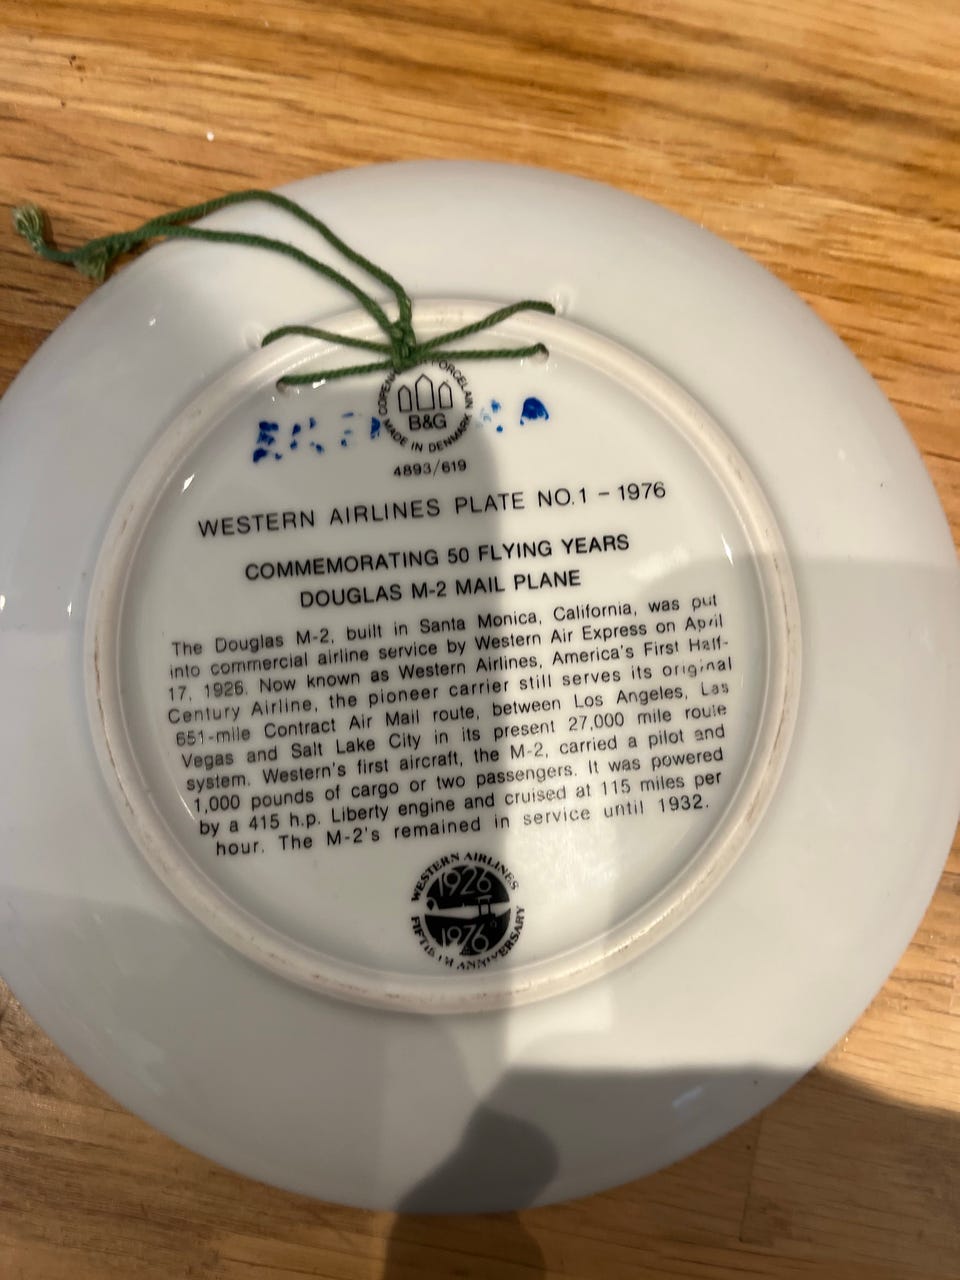 COPENHAGEN PORCELAIN
B&G
MADE IN DENMARK
4893/619
WESTERN AIRLINES PLATE NO.1 – 1976
COMMEMORATING 50 FLYING YEARS
DOUGLAS M-2 MAIL PLANE
The Douglas M-2, built in Santa Monica, California, was put
into commercial airline service by Western Air Express on April
17, 1926. Now known as Western Airlines, America's First Half-
Century Airline, the pioneer carrier still serves its original
651-mile Contract Air Mail route, between Los Angeles, Las
Vegas and Salt Lake City in its present 27,000 mile route
system. Western's first aircraft, the M-2, carried a pilot and
1,000 pounds of cargo or two passengers. It was powered
by a 415 h.p. Liberty engine and cruised at 115 miles per
hour. The M-2's remained in service until 1932.
WESTERN AIRLINES
1926
1976
FIFTIETH ANNIVERSARY